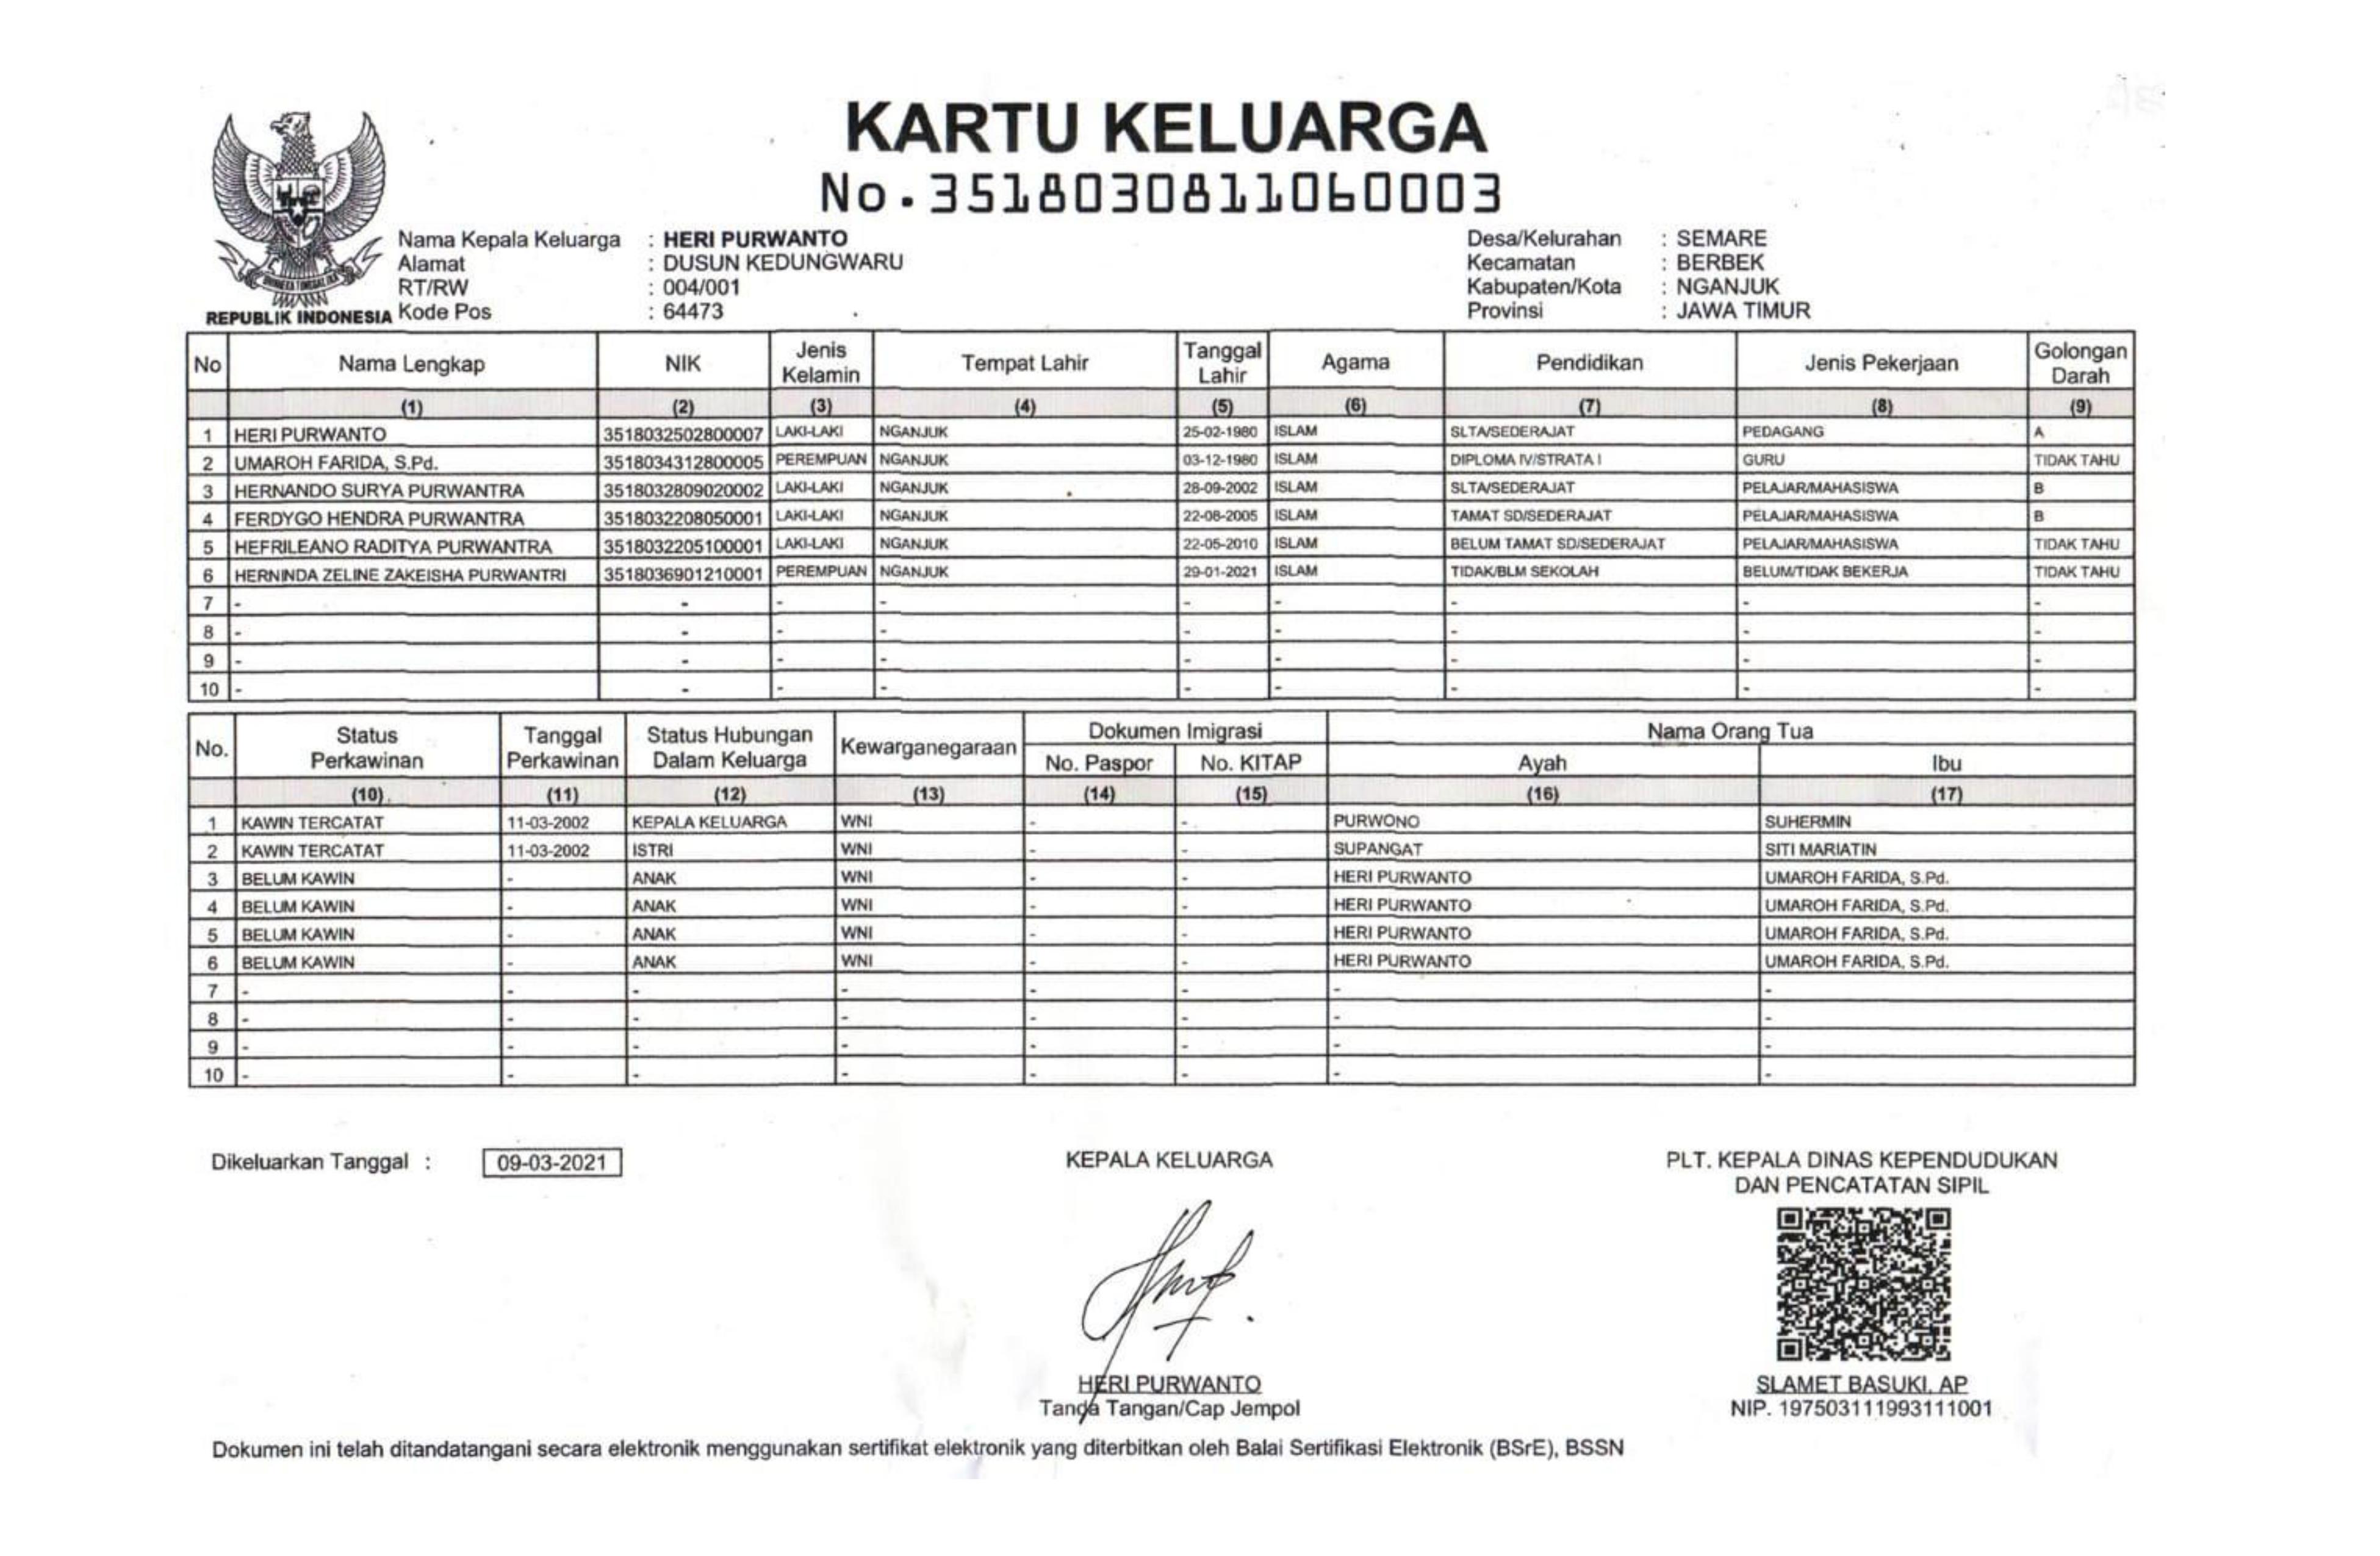 KARTU KELUARGA
No. 3518030811060003
REPUBLIK INDONESIA
Nama Kepala Keluarga : HERI PURWANTO
Alamat : DUSUN KEDUNGWARU
RT/RW : 004/001
Kode Pos : 64473
Desa/Kelurahan : SEMARE
Kecamatan : BERBEK
Kabupaten/Kota : NGANJUK
Provinsi : JAWA TIMUR
No Nama Lengkap NIK Jenis Kelamin Tempat Lahir Tanggal Lahir Agama Pendidikan Jenis Pekerjaan Golongan Darah
(1) (2) (3) (4) (5) (6) (7) (8) (9)
1 HERI PURWANTO 3518032502800007 LAKI-LAKI NGANJUK 25-02-1980 ISLAM SLTA/SEDERAJAT PEDAGANG A
2 UMAROH FARIDA, S.Pd. 3518034312800005 PEREMPUAN NGANJUK 03-12-1980 ISLAM DIPLOMA IV/STRATA I GURU TIDAK TAHU
3 HERNANDO SURYA PURWANTRA 3518032809020002 LAKI-LAKI NGANJUK 28-09-2002 ISLAM SLTA/SEDERAJAT PELAJAR/MAHASISWA B
4 FERDYGO HENDRA PURWANTRA 3518032208050001 LAKI-LAKI NGANJUK 22-08-2005 ISLAM TAMAT SD/SEDERAJAT PELAJAR/MAHASISWA B
5 HEFRILEANO RADITYA PURWANTRA 3518032205100001 LAKI-LAKI NGANJUK 22-05-2010 ISLAM BELUM TAMAT SD/SEDERAJAT PELAJAR/MAHASISWA TIDAK TAHU
6 HERNINDA ZELINE ZAKEISHA PURWANTRI 3518036901210001 PEREMPUAN NGANJUK 29-01-2021 ISLAM TIDAK/BLM SEKOLAH BELUM/TIDAK BEKERJA TIDAK TAHU
7 - - - - - - - - -
8 - - - - - - - - -
9 - - - - - - - - -
10 - - - - - - - - -
No. Status Perkawinan Tanggal Perkawinan Status Hubungan Dalam Keluarga Kewarganegaraan Dokumen Imigrasi Nama Orang Tua
No. Paspor No. KITAP Ayah Ibu
(10) (11) (12) (13) (14) (15) (16) (17)
1 KAWIN TERCATAT 11-03-2002 KEPALA KELUARGA WNI - - PURWONO SUHERMIN
2 KAWIN TERCATAT 11-03-2002 ISTRI WNI - - SUPANGAT SITI MARIATIN
3 BELUM KAWIN - ANAK WNI - - HERI PURWANTO UMAROH FARIDA, S.Pd.
4 BELUM KAWIN - ANAK WNI - - HERI PURWANTO UMAROH FARIDA, S.Pd.
5 BELUM KAWIN - ANAK WNI - - HERI PURWANTO UMAROH FARIDA, S.Pd.
6 BELUM KAWIN - ANAK WNI - - HERI PURWANTO UMAROH FARIDA, S.Pd.
7 - - - - - - - -
8 - - - - - - - -
9 - - - - - - - -
10 - - - - - - - -
Dikeluarkan Tanggal : 09-03-2021
KEPALA KELUARGA
HERI PURWANTO
Tanda Tangan/Cap Jempol
PLT. KEPALA DINAS KEPENDUDUKAN
DAN PENCATATAN SIPIL
SLAMET BASUKI, AP
NIP. 197503111993111001
Dokumen ini telah ditandatangani secara elektronik menggunakan sertifikat elektronik yang diterbitkan oleh Balai Sertifikasi Elektronik (BSrE), BSSN